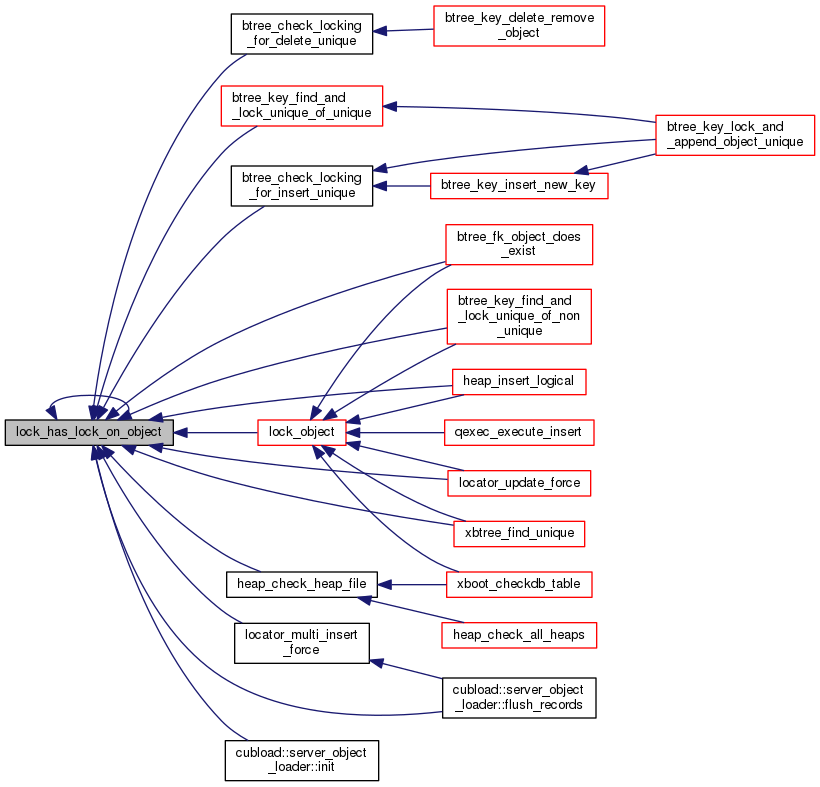 btree_check_locking
_for_delete_unique
btree_key_delete_remove
_object
btree_key_find_and
_lock_unique_of_unique
btree_key_lock_and
_append_object_unique
btree_check_locking
_for_insert_unique
btree_key_insert_new_key
btree_fk_object_does
_exist
btree_key_find_and
_lock_unique_of_non
_unique
heap_insert_logical
lock_has_lock_on_object
lock_object
qexec_execute_insert
locator_update_force
xbtree_find_unique
heap_check_heap_file
xboot_checkdb_table
heap_check_all_heaps
locator_multi_insert
_force
cubload::server_object
_loader::flush_records
cubload::server_object
_loader::init